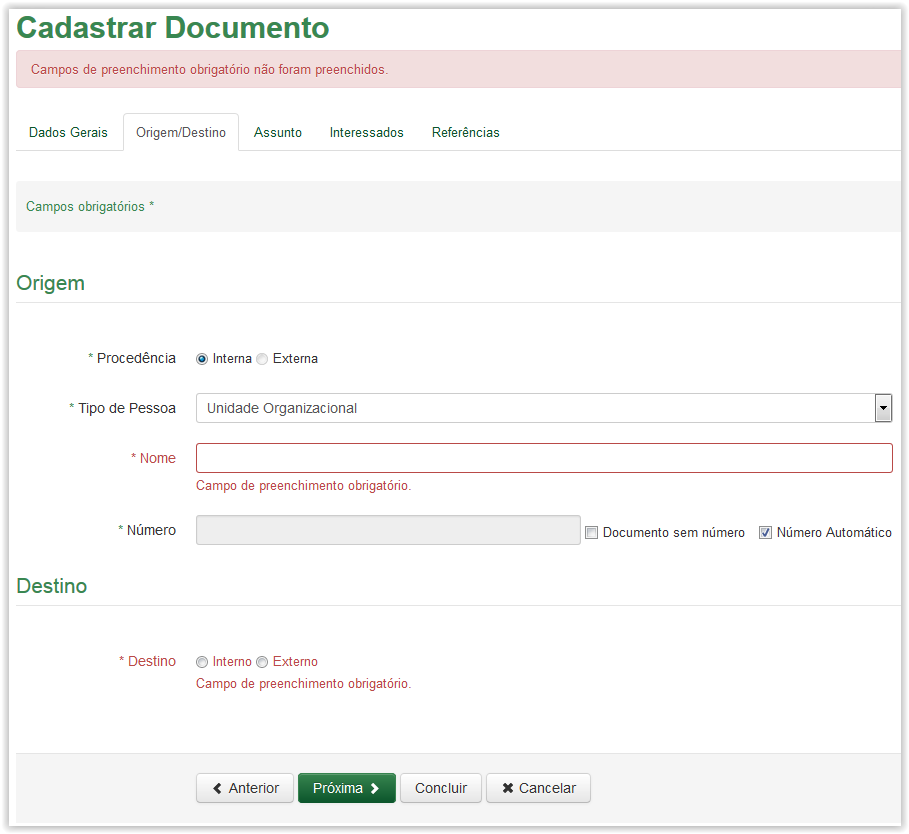 Cadastrar Documento
Campos de preenchimento obrigatório não foram preenchidos.
Dados Gerais Origem/Destino Assunto Interessados Referências
Campos obrigatórios *
Origem
* Procedência Interna Externa
* Tipo de Pessoa Unidade Organizacional
* Nome
Campo de preenchimento obrigatório.
* Número Documento sem número Número Automático
Destino
* Destino Interno Externo
Campo de preenchimento obrigatório.
Anterior Próxima Concluir Cancelar